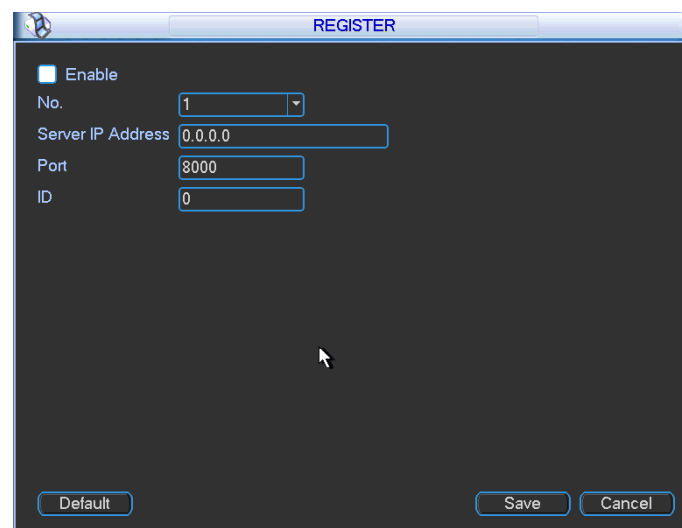 REGISTER
Enable
No. 1
Server IP Address 0.0.0.0
Port 8000
ID 0
Default Save Cancel